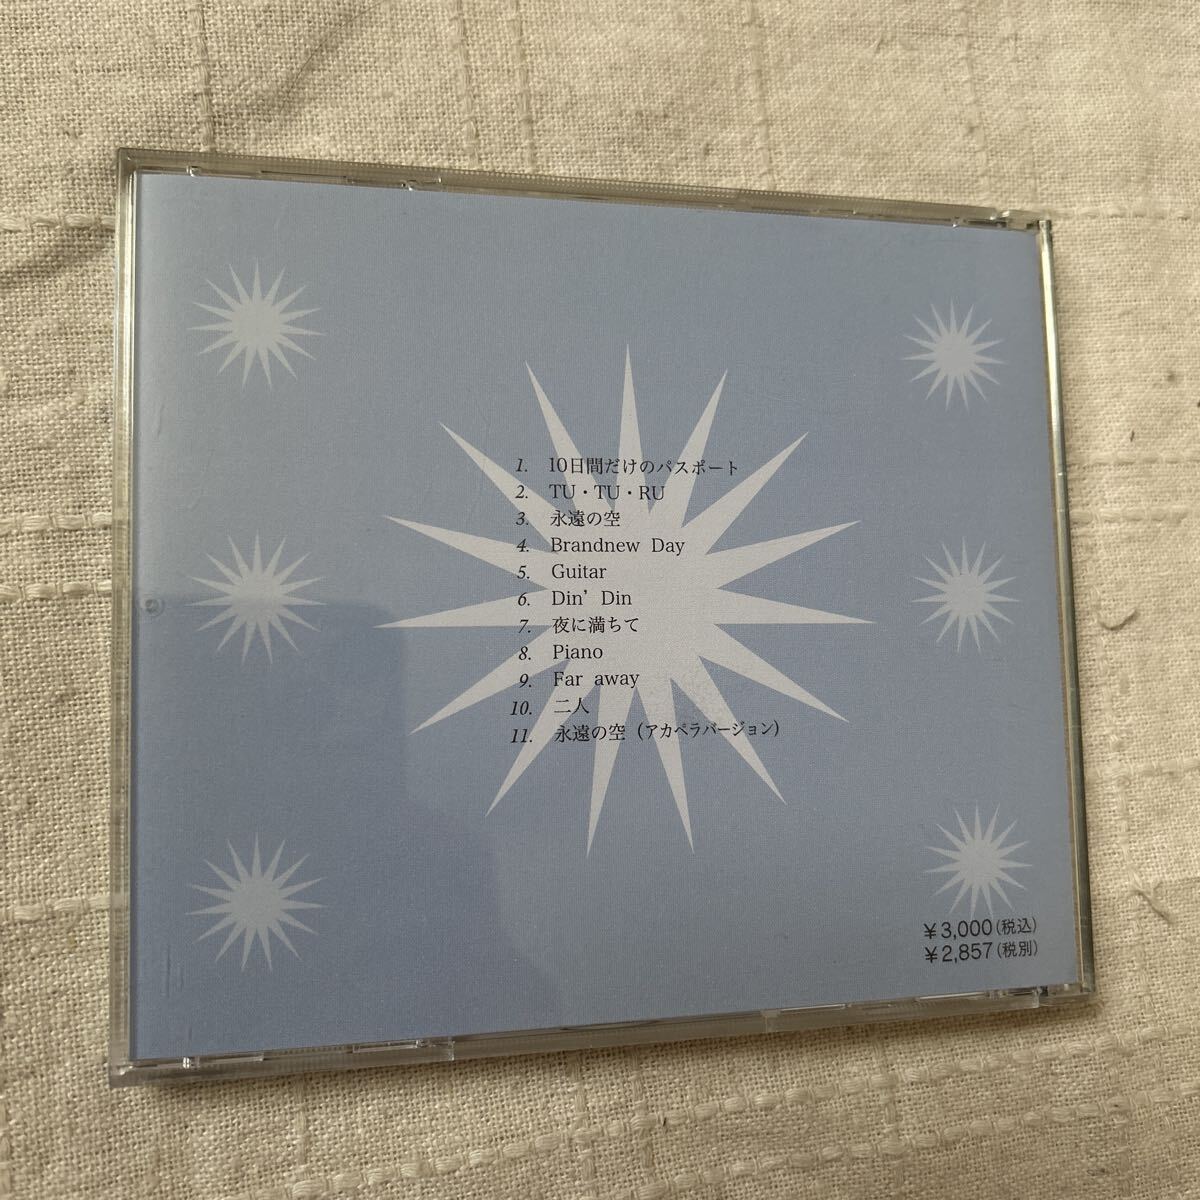 1. 10日間だけのパスポート
2. TU・TU・RU
3. 永遠の空
4. Brandnew Day
5. Guitar
6. Din' Din
7. 夜に満ちて
8. Piano
9. Far away
10. 二人
11. 永遠の空（アカペラバージョン）
￥3,000（税込）
￥2,857（税別）